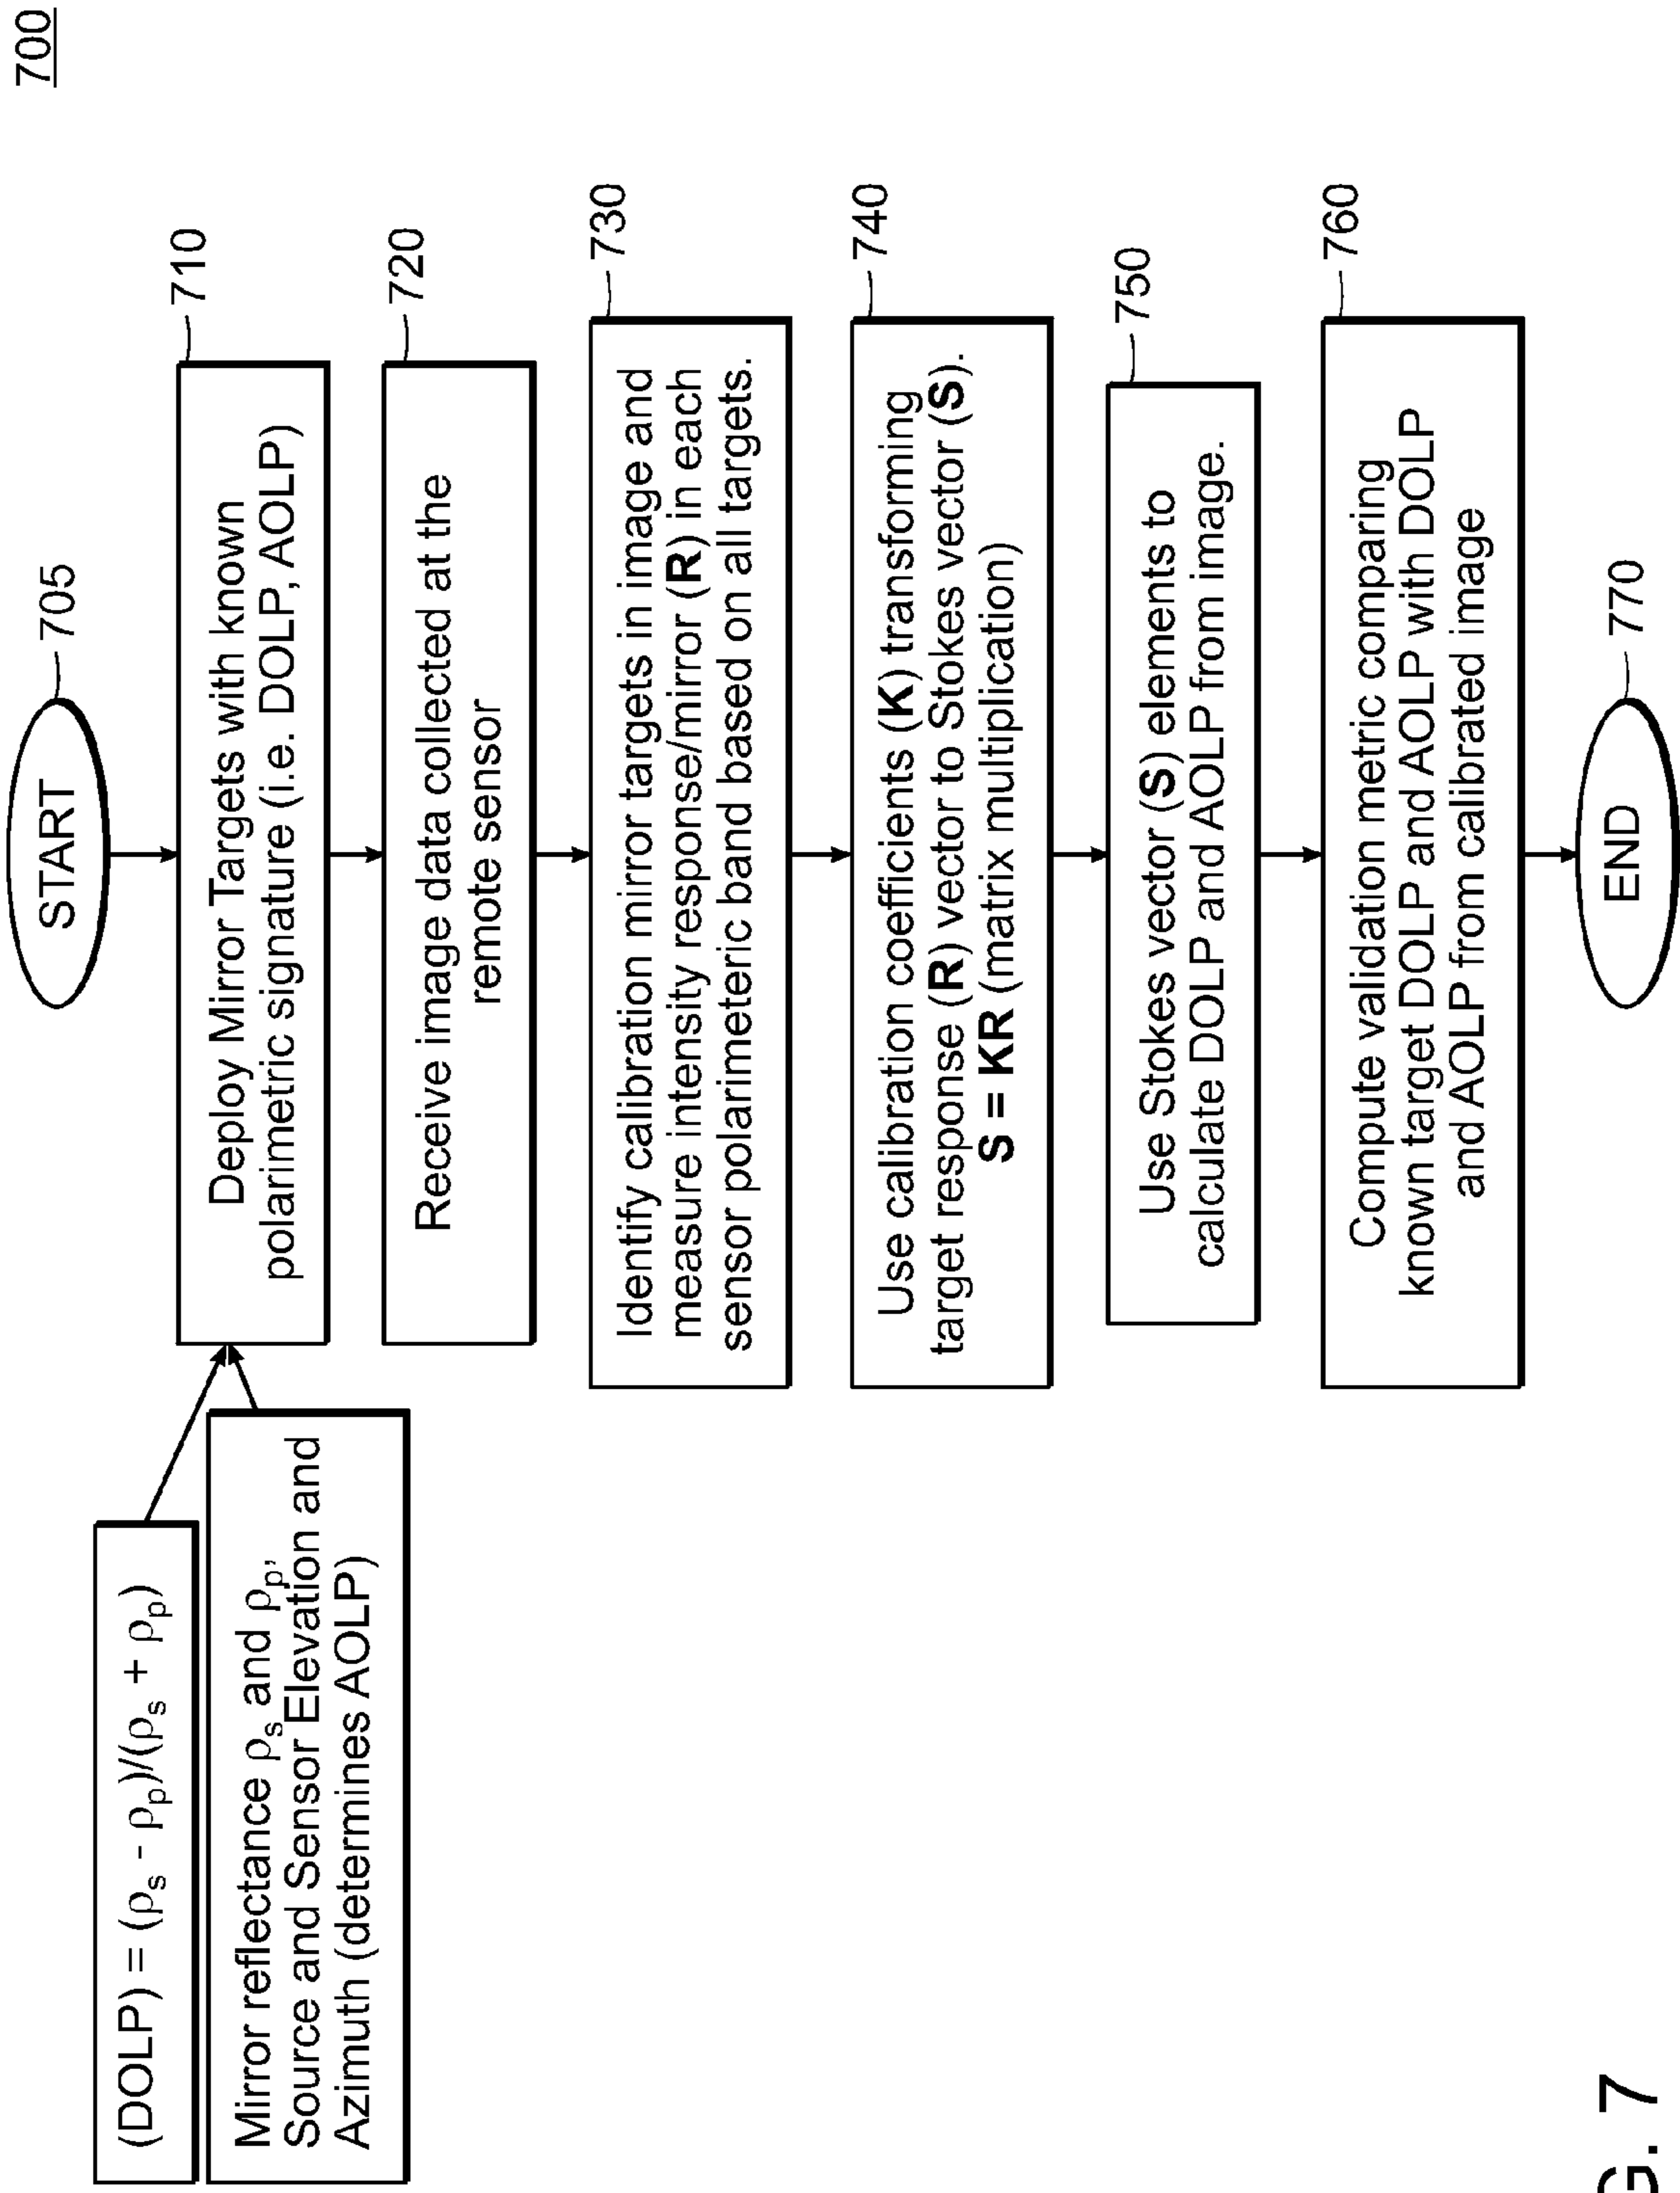 700
START
705
(DOLP) = (ρs - ρp)/(ρs + ρp)
Mirror reflectance ρs and ρp,
Source and Sensor Elevation and
Azimuth (determines AOLP)
Deploy Mirror Targets with known
polarimetric signature (i.e. DOLP, AOLP)
710
Receive image data collected at the
remote sensor
720
Identify calibration mirror targets in image and
measure intensity response/mirror (R) in each
sensor polarimeteric band based on all targets.
730
Use calibration coefficients (K) transforming
target response (R) vector to Stokes vector (S).
S = KR (matrix multiplication)
740
Use Stokes vector (S) elements to
calculate DOLP and AOLP from image.
750
Compute validation metric comparing
known target DOLP and AOLP with DOLP
and AOLP from calibrated image
760
END
770
G. 7